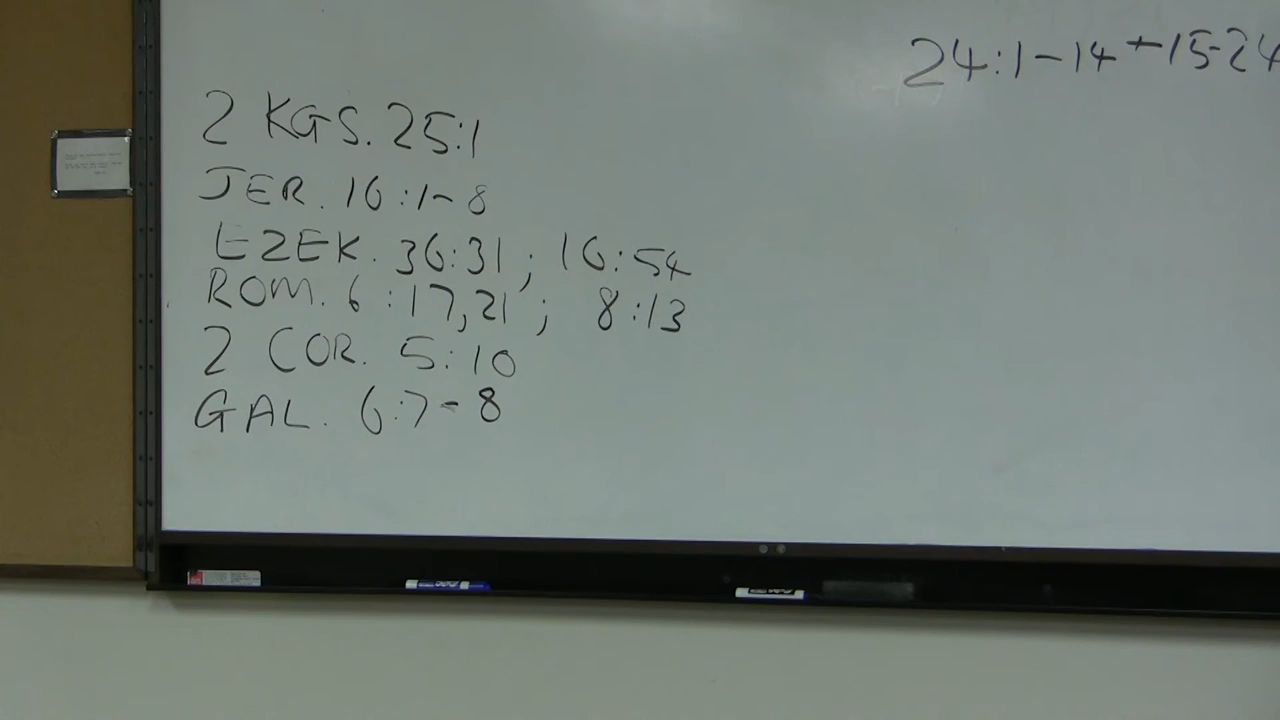 24:1-14 + 15-24
2 KGS. 25:1
JER. 16:1-8
EZEK. 36:31; 16:54
ROM. 6:17,21; 8:13
2 COR. 5:10
GAL. 6:7-8